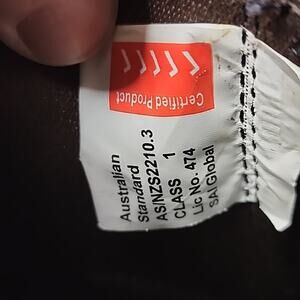 Certified Product
Australian
Standard
AS/NZS2210.3
CLASS 1
Lic No. 474
SAI Global